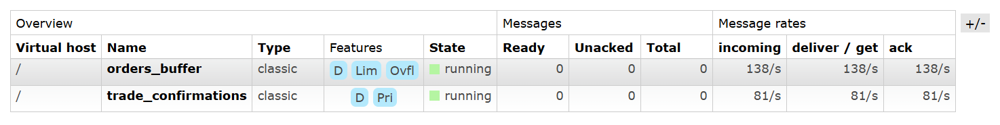 Overview Messages Message rates +/-
Virtual host Name Type Features State Ready Unacked Total incoming deliver / get ack
/ orders_buffer classic D Lim Ovfl running 0 0 0 138/s 138/s 138/s
/ trade_confirmations classic D Pri running 0 0 0 81/s 81/s 81/s